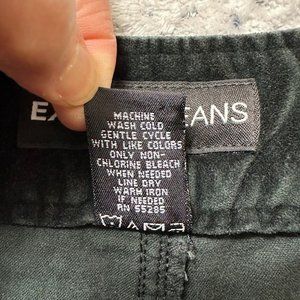 EX EANS
MACHINE
WASH COLD
GENTLE CYCLE
WITH LIKE COLORS
ONLY NON-
CHLORINE BLEACH
WHEN NEEDED
LINE DRY
WARM IRON
IF NEEDED
RN 55285